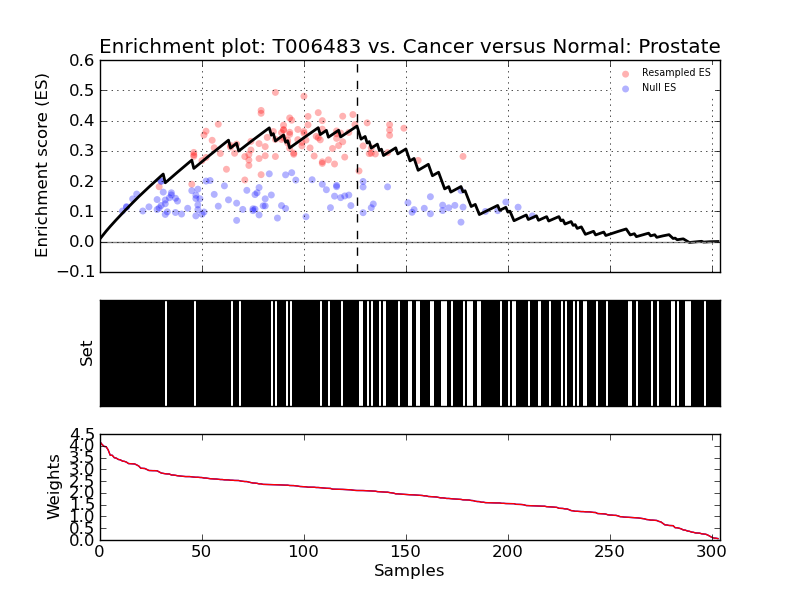 Enrichment plot: T006483 vs. Cancer versus Normal: Prostate
Enrichment score (ES)
0.6
0.5
0.4
0.3
0.2
0.1
0.0
−0.1
Resampled ES
Null ES
Set
Weights
4.5
4.0
3.5
3.0
2.5
2.0
1.5
1.0
0.5
0.0
0 50 100 150 200 250 300
Samples